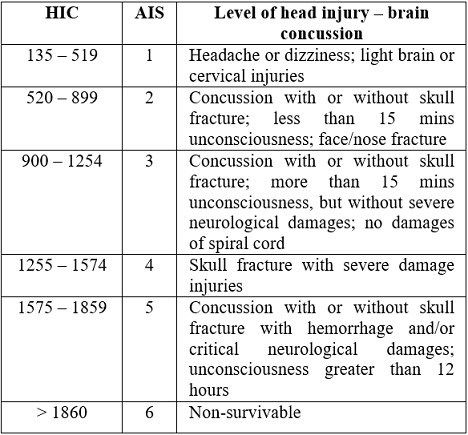 HIC AIS Level of head injury – brain
concussion
135 – 519 1 Headache or dizziness; light brain or
cervical injuries
520 – 899 2 Concussion with or without skull
fracture; less than 15 mins
unconsciousness; face/nose fracture
900 – 1254 3 Concussion with or without skull
fracture; more than 15 mins
unconsciousness, but without severe
neurological damages; no damages
of spiral cord
1255 – 1574 4 Skull fracture with severe damage
injuries
1575 – 1859 5 Concussion with or without skull
fracture with hemorrhage and/or
critical neurological damages;
unconsciousness greater than 12
hours
> 1860 6 Non-survivable